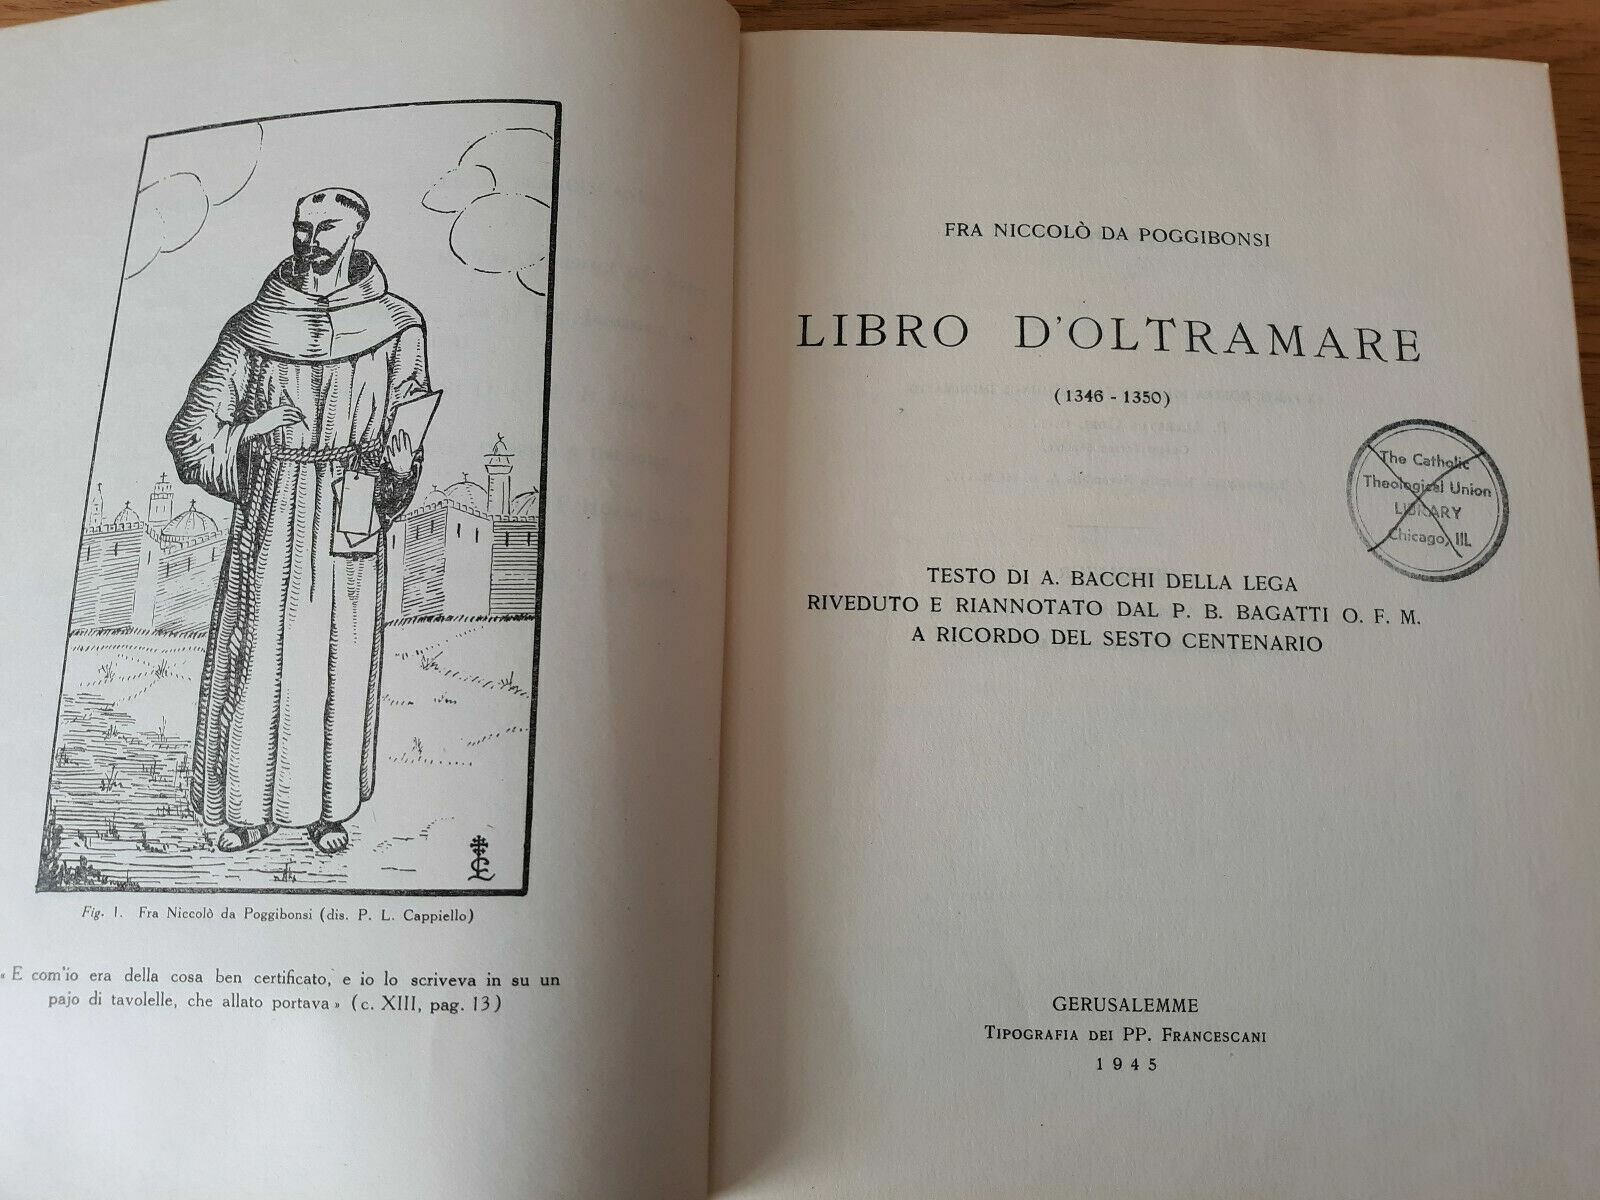 Fig. 1. Fra Niccolò da Poggibonsi (dis. P. L. Cappiello)
« E com'io era della cosa ben certificato, e io lo scriveva in su un
pajo di tavolelle, che allato portava » (c. XIII, pag. 13)
FRA NICCOLÒ DA POGGIBONSI
LIBRO D'OLTRAMARE
(1346 - 1350)
The Catholic
Theological Union
LIBRARY
Chicago, Ill.
TESTO DI A. BACCHI DELLA LEGA
RIVEDUTO E RIANNOTATO DAL P. B. BAGATTI O. F. M.
A RICORDO DEL SESTO CENTENARIO
GERUSALEMME
TIPOGRAFIA DEI PP. FRANCESCANI
1945